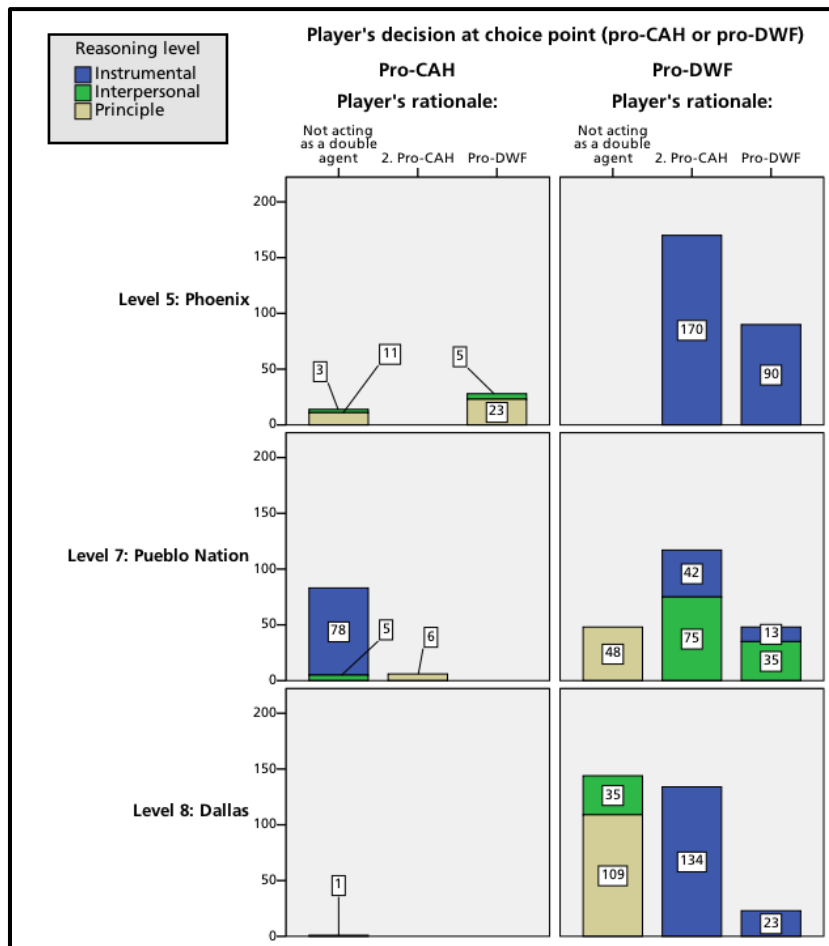 Player's decision at choice point (pro-CAH or pro-DWF)
Reasoning level
Instrumental
Interpersonal
Principle
Pro-CAH
Pro-DWF
Player's rationale:
Player's rationale:
Not acting
as a double
agent
2. Pro-CAH
Pro-DWF
Not acting
as a double
agent
2. Pro-CAH
Pro-DWF
Level 5: Phoenix
200
150
100
50
0
3
11
5
23
170
90
Level 7: Pueblo Nation
200
150
100
50
0
78
5
6
48
42
75
13
35
Level 8: Dallas
200
150
100
50
0
1
35
109
134
23